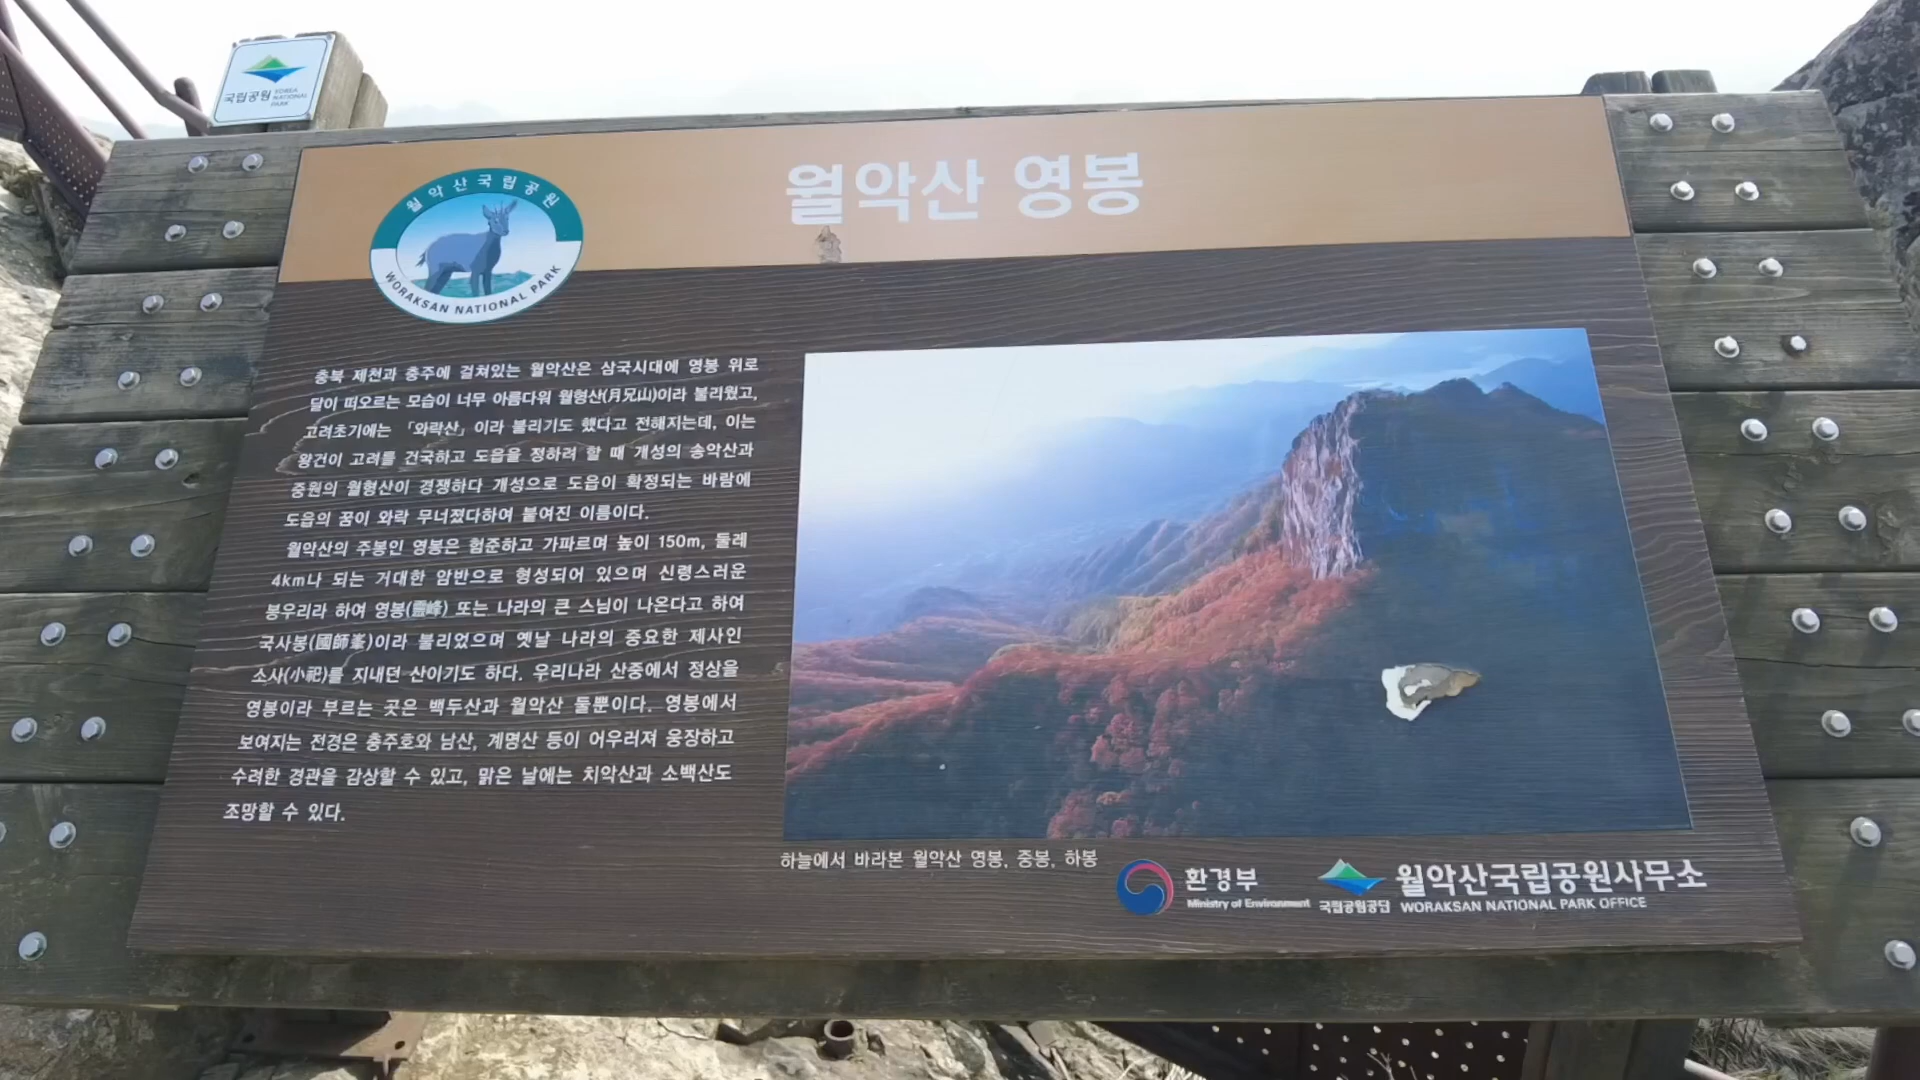 국립공원 KOREA NATIONAL PARK
월악산국립공원
WORAKSAN NATIONAL PARK
월악산 영봉
충북 제천과 충주에 걸쳐있는 월악산은 삼국시대에 영봉 위로
달이 떠오르는 모습이 너무 아름다워 월형산(月兄山)이라 불리웠고,
고려초기에는 「와락산」이라 불리기도 했다고 전해지는데, 이는
왕건이 고려를 건국하고 도읍을 정하려 할 때 개성의 송악산과
중원의 월형산이 경쟁하다 개성으로 도읍이 확정되는 바람에
도읍의 꿈이 와락 무너졌다하여 붙여진 이름이다.
월악산의 주봉인 영봉은 험준하고 가파르며 높이 150m, 둘레
4km나 되는 거대한 암반으로 형성되어 있으며 신령스러운
봉우리라 하여 영봉(靈峰) 또는 나라의 큰 스님이 나온다고 하여
국사봉(國師峯)이라 불리었으며 옛날 나라의 중요한 제사인
소사(小祀)를 지내던 산이기도 하다. 우리나라 산중에서 정상을
영봉이라 부르는 곳은 백두산과 월악산 둘뿐이다. 영봉에서
보여지는 전경은 충주호와 남산, 계명산 등이 어우러져 웅장하고
수려한 경관을 감상할 수 있고, 맑은 날에는 치악산과 소백산도
조망할 수 있다.
하늘에서 바라본 월악산 영봉, 중봉, 하봉
환경부
Ministry of Environment
국립공원공단
월악산국립공원사무소
WORAKSAN NATIONAL PARK OFFICE